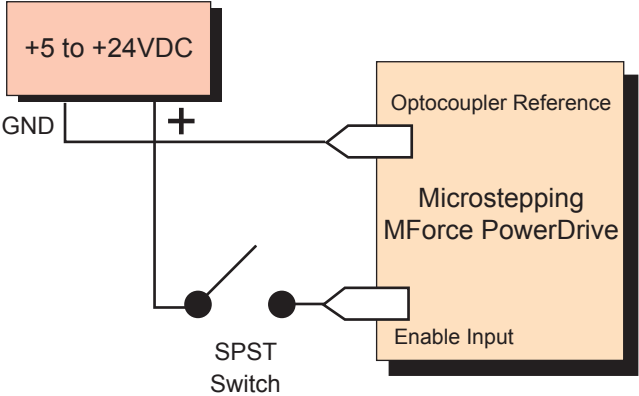 +5 to +24VDC
GND
+
Optocoupler Reference
Microstepping
MForce PowerDrive
Enable Input
SPST
Switch